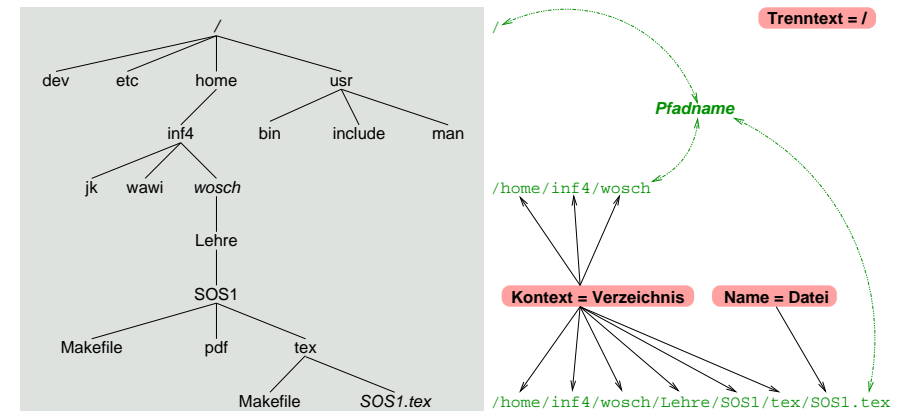 /
dev etc home usr
inf4 bin include man
jk wawi wosch
Lehre
SOS1
Makefile pdf tex
Makefile SOS1.tex
Trenntext = /
/
Pfadname
/home/inf4/wosch
Kontext = Verzeichnis Name = Datei
/home/inf4/wosch/Lehre/SOS1/tex/SOS1.tex